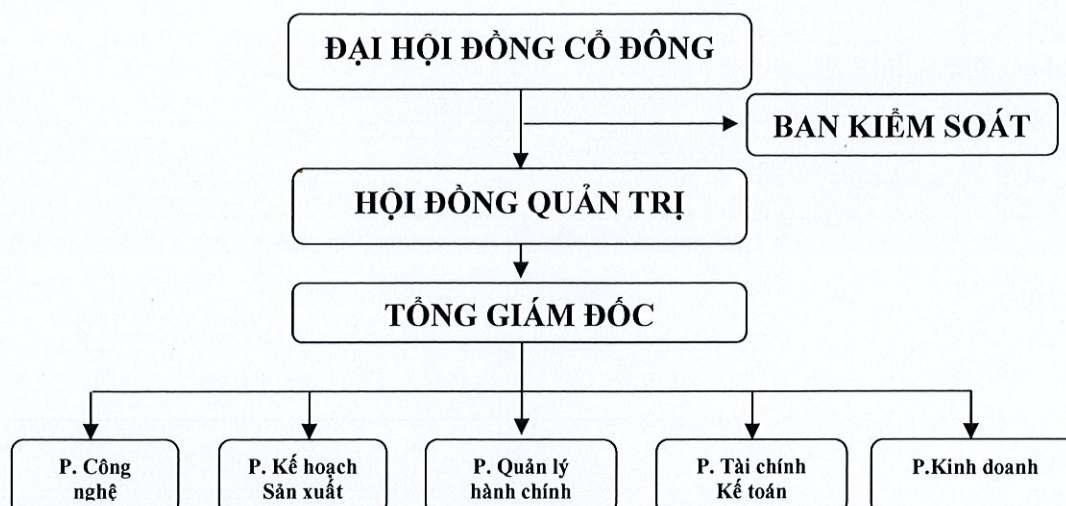 ĐẠI HỘI ĐỒNG CỔ ĐÔNG
BAN KIỂM SOÁT
HỘI ĐỒNG QUẢN TRỊ
TỔNG GIÁM ĐỐC
P. Công
nghệ
P. Kế hoạch
Sản xuất
P. Quản lý
hành chính
P. Tài chính
Kế toán
P.Kinh doanh